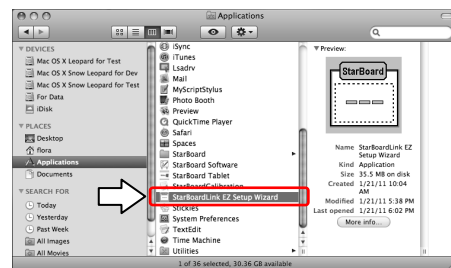 Applications
DEVICES
Mac OS X Leopard for Test
Mac OS X Snow Leopard for Dev
Mac OS X Snow Leopard for Test
For Data
iDisk
PLACES
Desktop
flora
Applications
Documents
SEARCH FOR
Today
Yesterday
Past Week
All Images
All Movies
iSync
iTunes
Lsadrv
Mail
MyScriptStylus
Photo Booth
Preview
QuickTime Player
Safari
Spaces
StarBoard
StarBoard Software
StarBoard Tablet
StarBoardCalibration
StarBoardLink EZ Setup Wizard
Stickies
System Preferences
TextEdit
Time Machine
Utilities
Preview:
StarBoard
Name StarBoardLink EZ
Setup Wizard
Kind Application
Size 35.5 MB on disk
Created 1/21/11 10:04
AM
Modified 1/21/11 5:38 PM
Last opened 1/21/11 6:02 PM
More info...
1 of 36 selected, 30.36 GB available